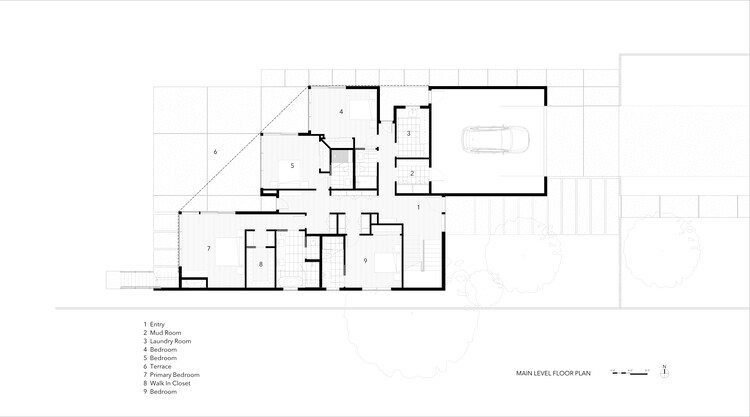 4
3
6
5
2
1
7
8
9
1 Entry
2 Mud Room
3 Laundry Room
4 Bedroom
5 Bedroom
6 Terrace
7 Primary Bedroom
8 Walk In Closet
9 Bedroom
MAIN LEVEL FLOOR PLAN
N